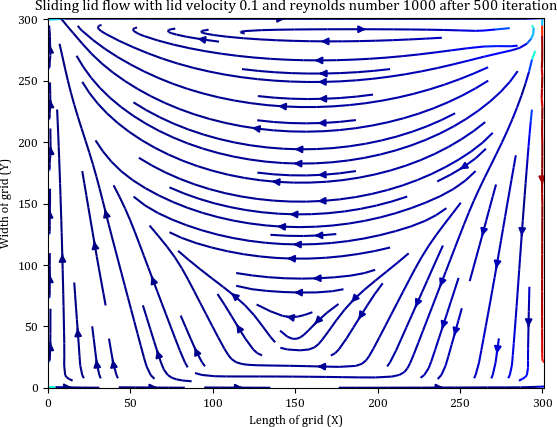 Sliding lid flow with lid velocity 0.1 and reynolds number 1000 after 500 iteration
300
250
200
150
100
50
0
Width of grid (Y)
0 50 100 150 200 250 300
Length of grid (X)